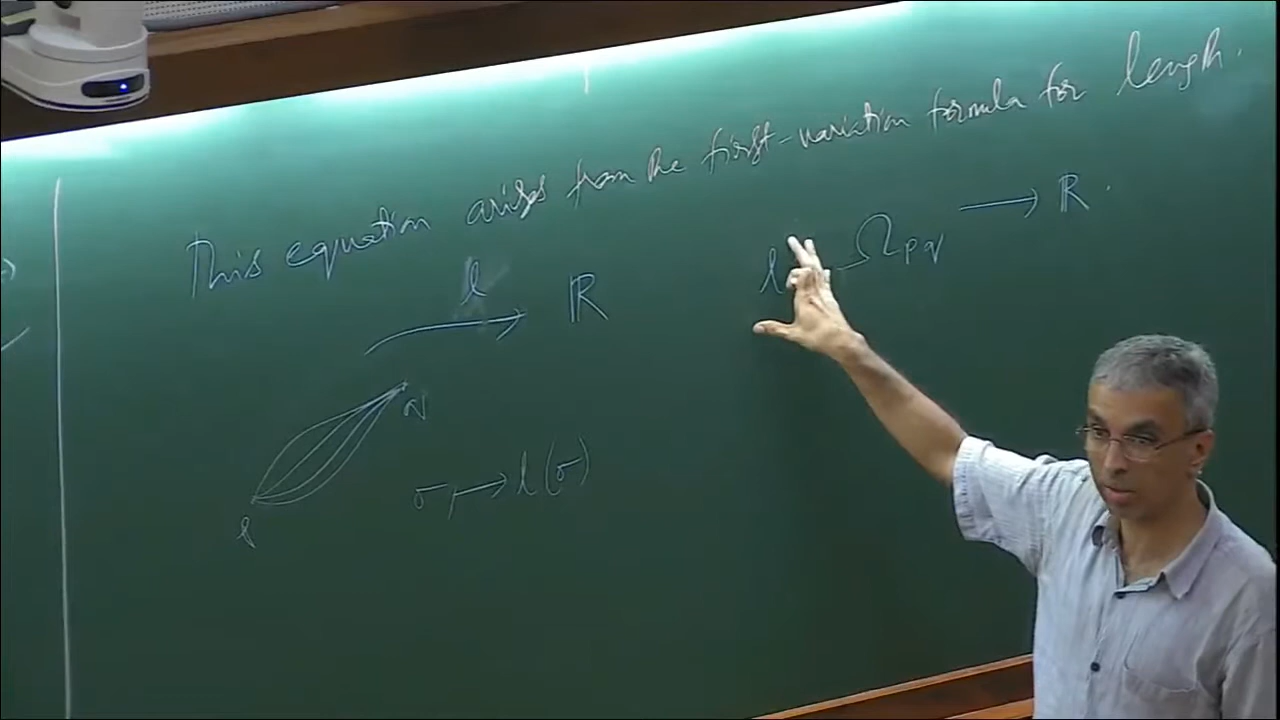 This equation arises from the first-variation formula for length.
l ⟶ ℝ
l Ω_pq ⟶ ℝ.
q
σ ↦ l(σ)